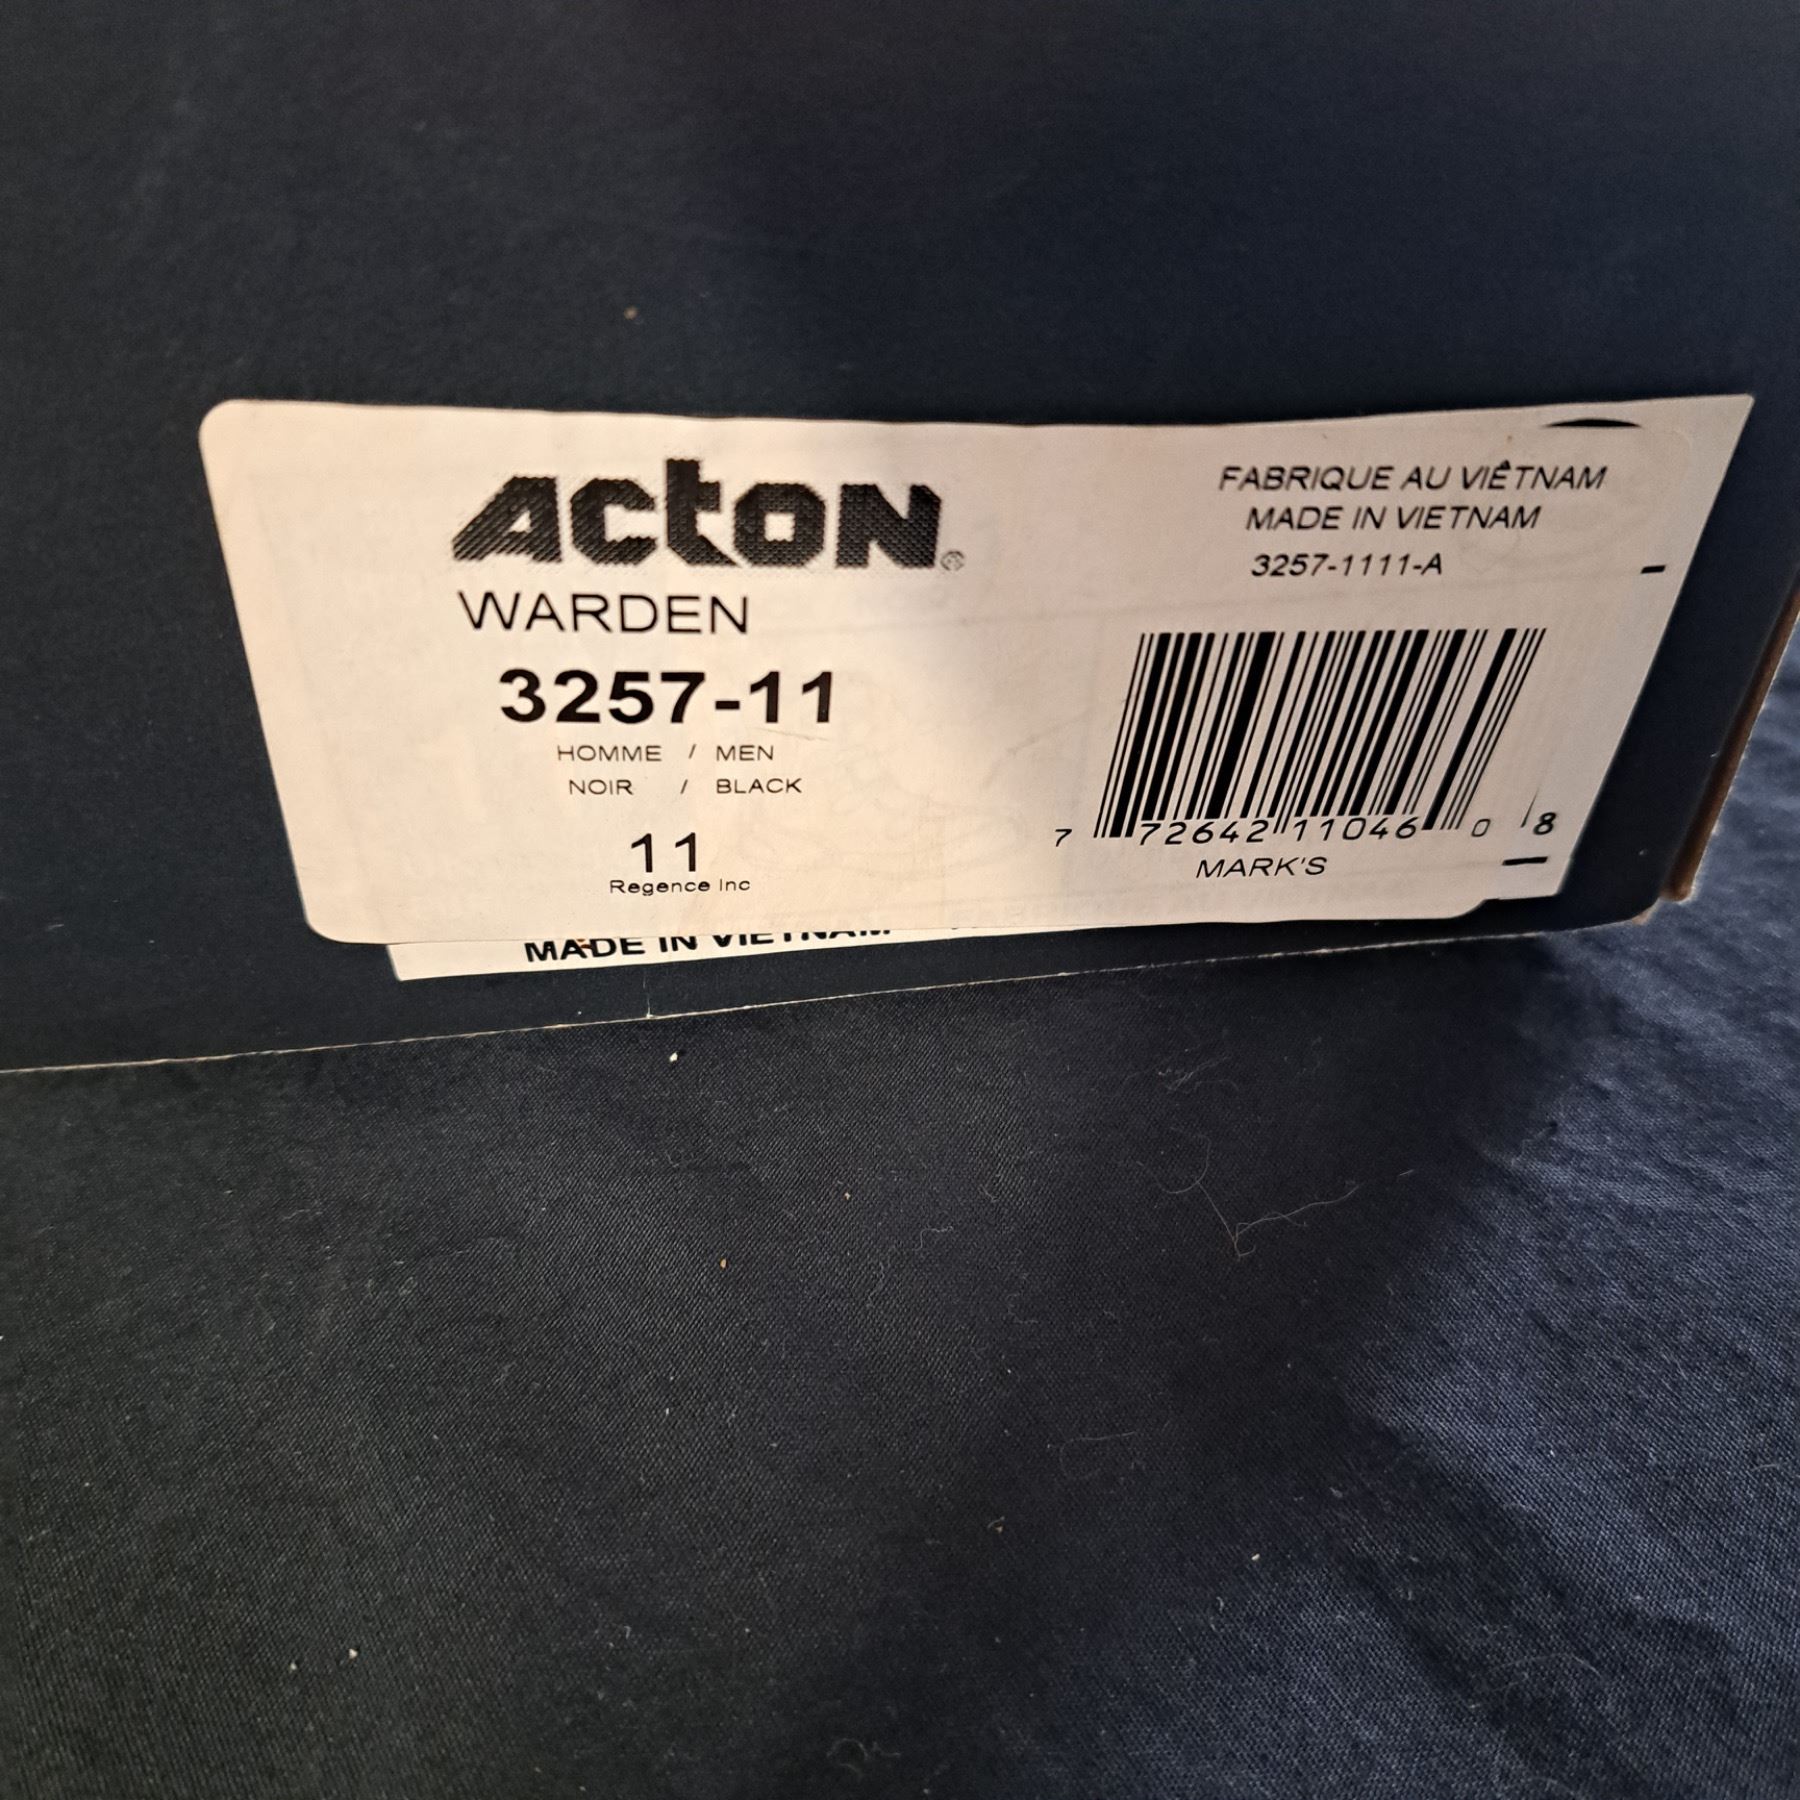 ACTON®
WARDEN
3257-11
HOMME / MEN
NOIR / BLACK
11
Regence Inc
FABRIQUE AU VIÊTNAM
MADE IN VIETNAM
3257-1111-A
7 72642 11046 0 8
MARK'S
MADE IN VIETNAM